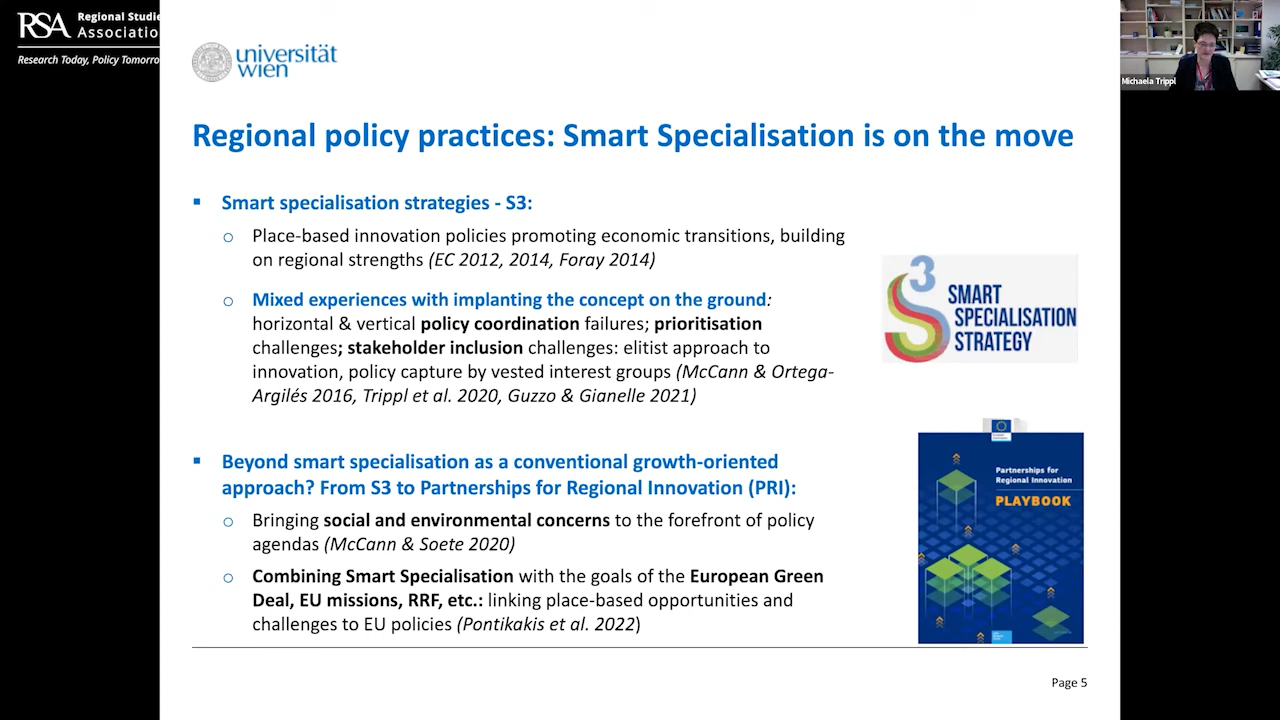 RSA
Regional Studie
Associatio
Research Today, Policy Tomorro
universität
wien
Michaela Trippl
Regional policy practices: Smart Specialisation is on the move
▪ Smart specialisation strategies - S3:
o Place-based innovation policies promoting economic transitions, building
on regional strengths (EC 2012, 2014, Foray 2014)
o Mixed experiences with implanting the concept on the ground:
horizontal & vertical policy coordination failures; prioritisation
challenges; stakeholder inclusion challenges: elitist approach to
innovation, policy capture by vested interest groups (McCann & Ortega-
Argilés 2016, Trippl et al. 2020, Guzzo & Gianelle 2021)
S3 SMART
SPECIALISATION
STRATEGY
▪ Beyond smart specialisation as a conventional growth-oriented
approach? From S3 to Partnerships for Regional Innovation (PRI):
o Bringing social and environmental concerns to the forefront of policy
agendas (McCann & Soete 2020)
o Combining Smart Specialisation with the goals of the European Green
Deal, EU missions, RRF, etc.: linking place-based opportunities and
challenges to EU policies (Pontikakis et al. 2022)
Partnerships for
Regional Innovation
PLAYBOOK
Page 5